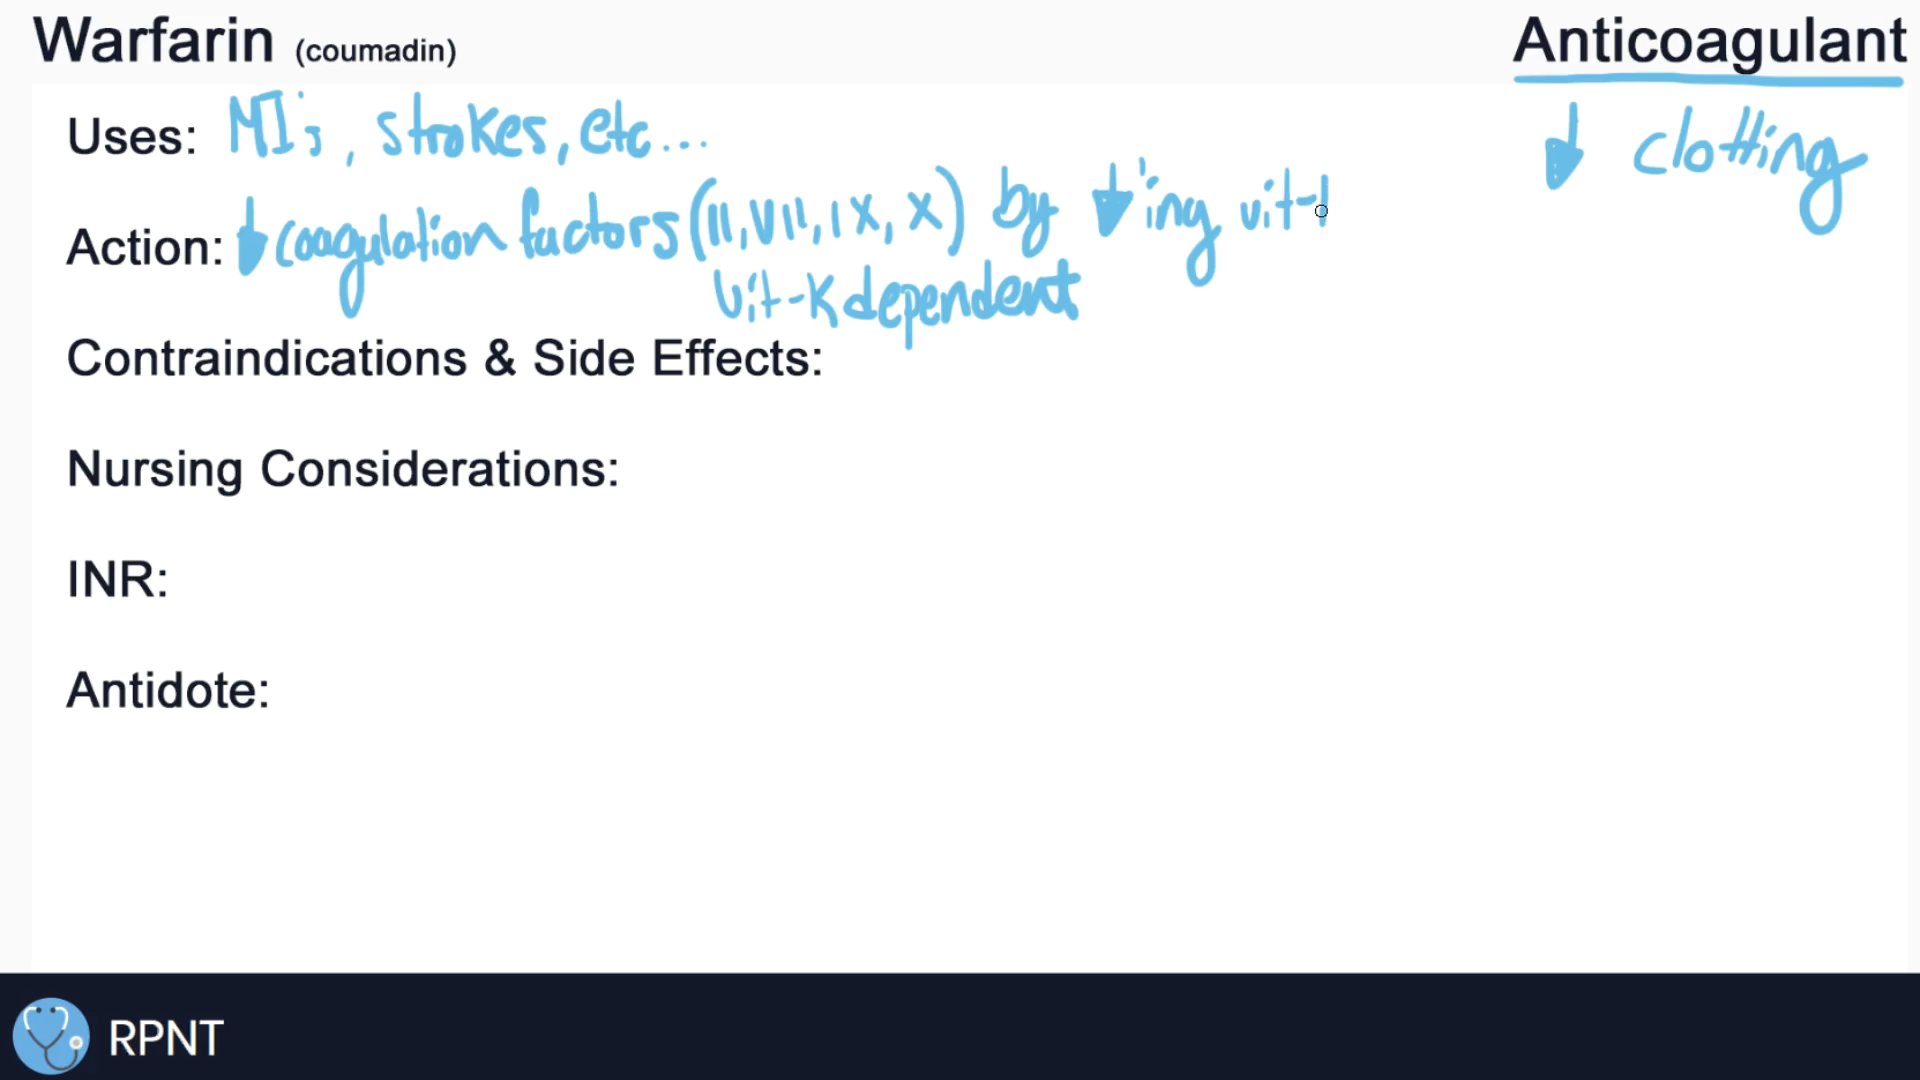 Warfarin (coumadin)
Anticoagulant
↓ clotting
Uses: MI's, strokes, etc...
Action: ↓ coagulation factors (II, VII, IX, X) by ↓'ing vit-
Vit-K dependent
Contraindications & Side Effects:
Nursing Considerations:
INR:
Antidote:
RPNT